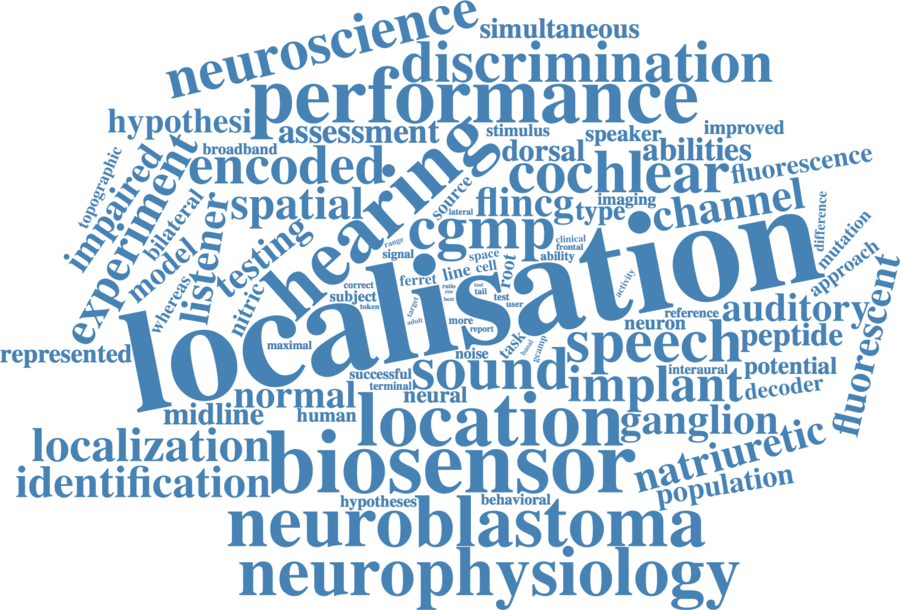 neuroscience
simultaneous
discrimination
performance
hypothesi
assessment
stimulus
speaker
improved
broadband
encoded
dorsal
abilities
topographic
impaired
experiment
bilateral
hearing
source
lateral
cochlear
fluorescence
spatial
flincg
type
imaging
channel
difference
mutation
model
listener
testing
range
signal
cgmp
clinical
frontal
ability
approach
whereas
nitric
localisation
correct
subject
token
ferret
line
cell
space
root
ratio
best
tool
tail
test
user
target
adult
more
report
activity
reference
auditory
neuron
fluorescent
represented
maximal
noise
task
basal
gcamp
speech
peptide
successful
terminal
sound
interaural
potential
normal
neural
implant
decoder
midline
human
location
ganglion
localization
identification
biosensor
natriuretic
population
hypotheses
behavioral
neuroblastoma
neurophysiology